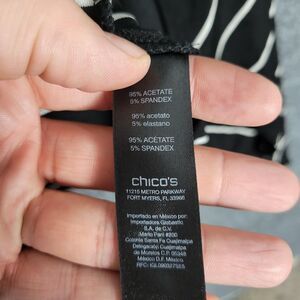 95% ACETATE
5% SPANDEX
95% acetato
5% elastano
95% ACÉTATE
5% SPANDEX
chico's
11215 METRO PARKWAY
FORT MYERS, FL 33966
Importado en México por:
Importadora Globastic
S.A. de C.V.
Mario Pani #200
Colonia Santa Fe Cuajimalpa
Delegación Cuajimalpa
de Morelos C.P. 05348
México D.F. México